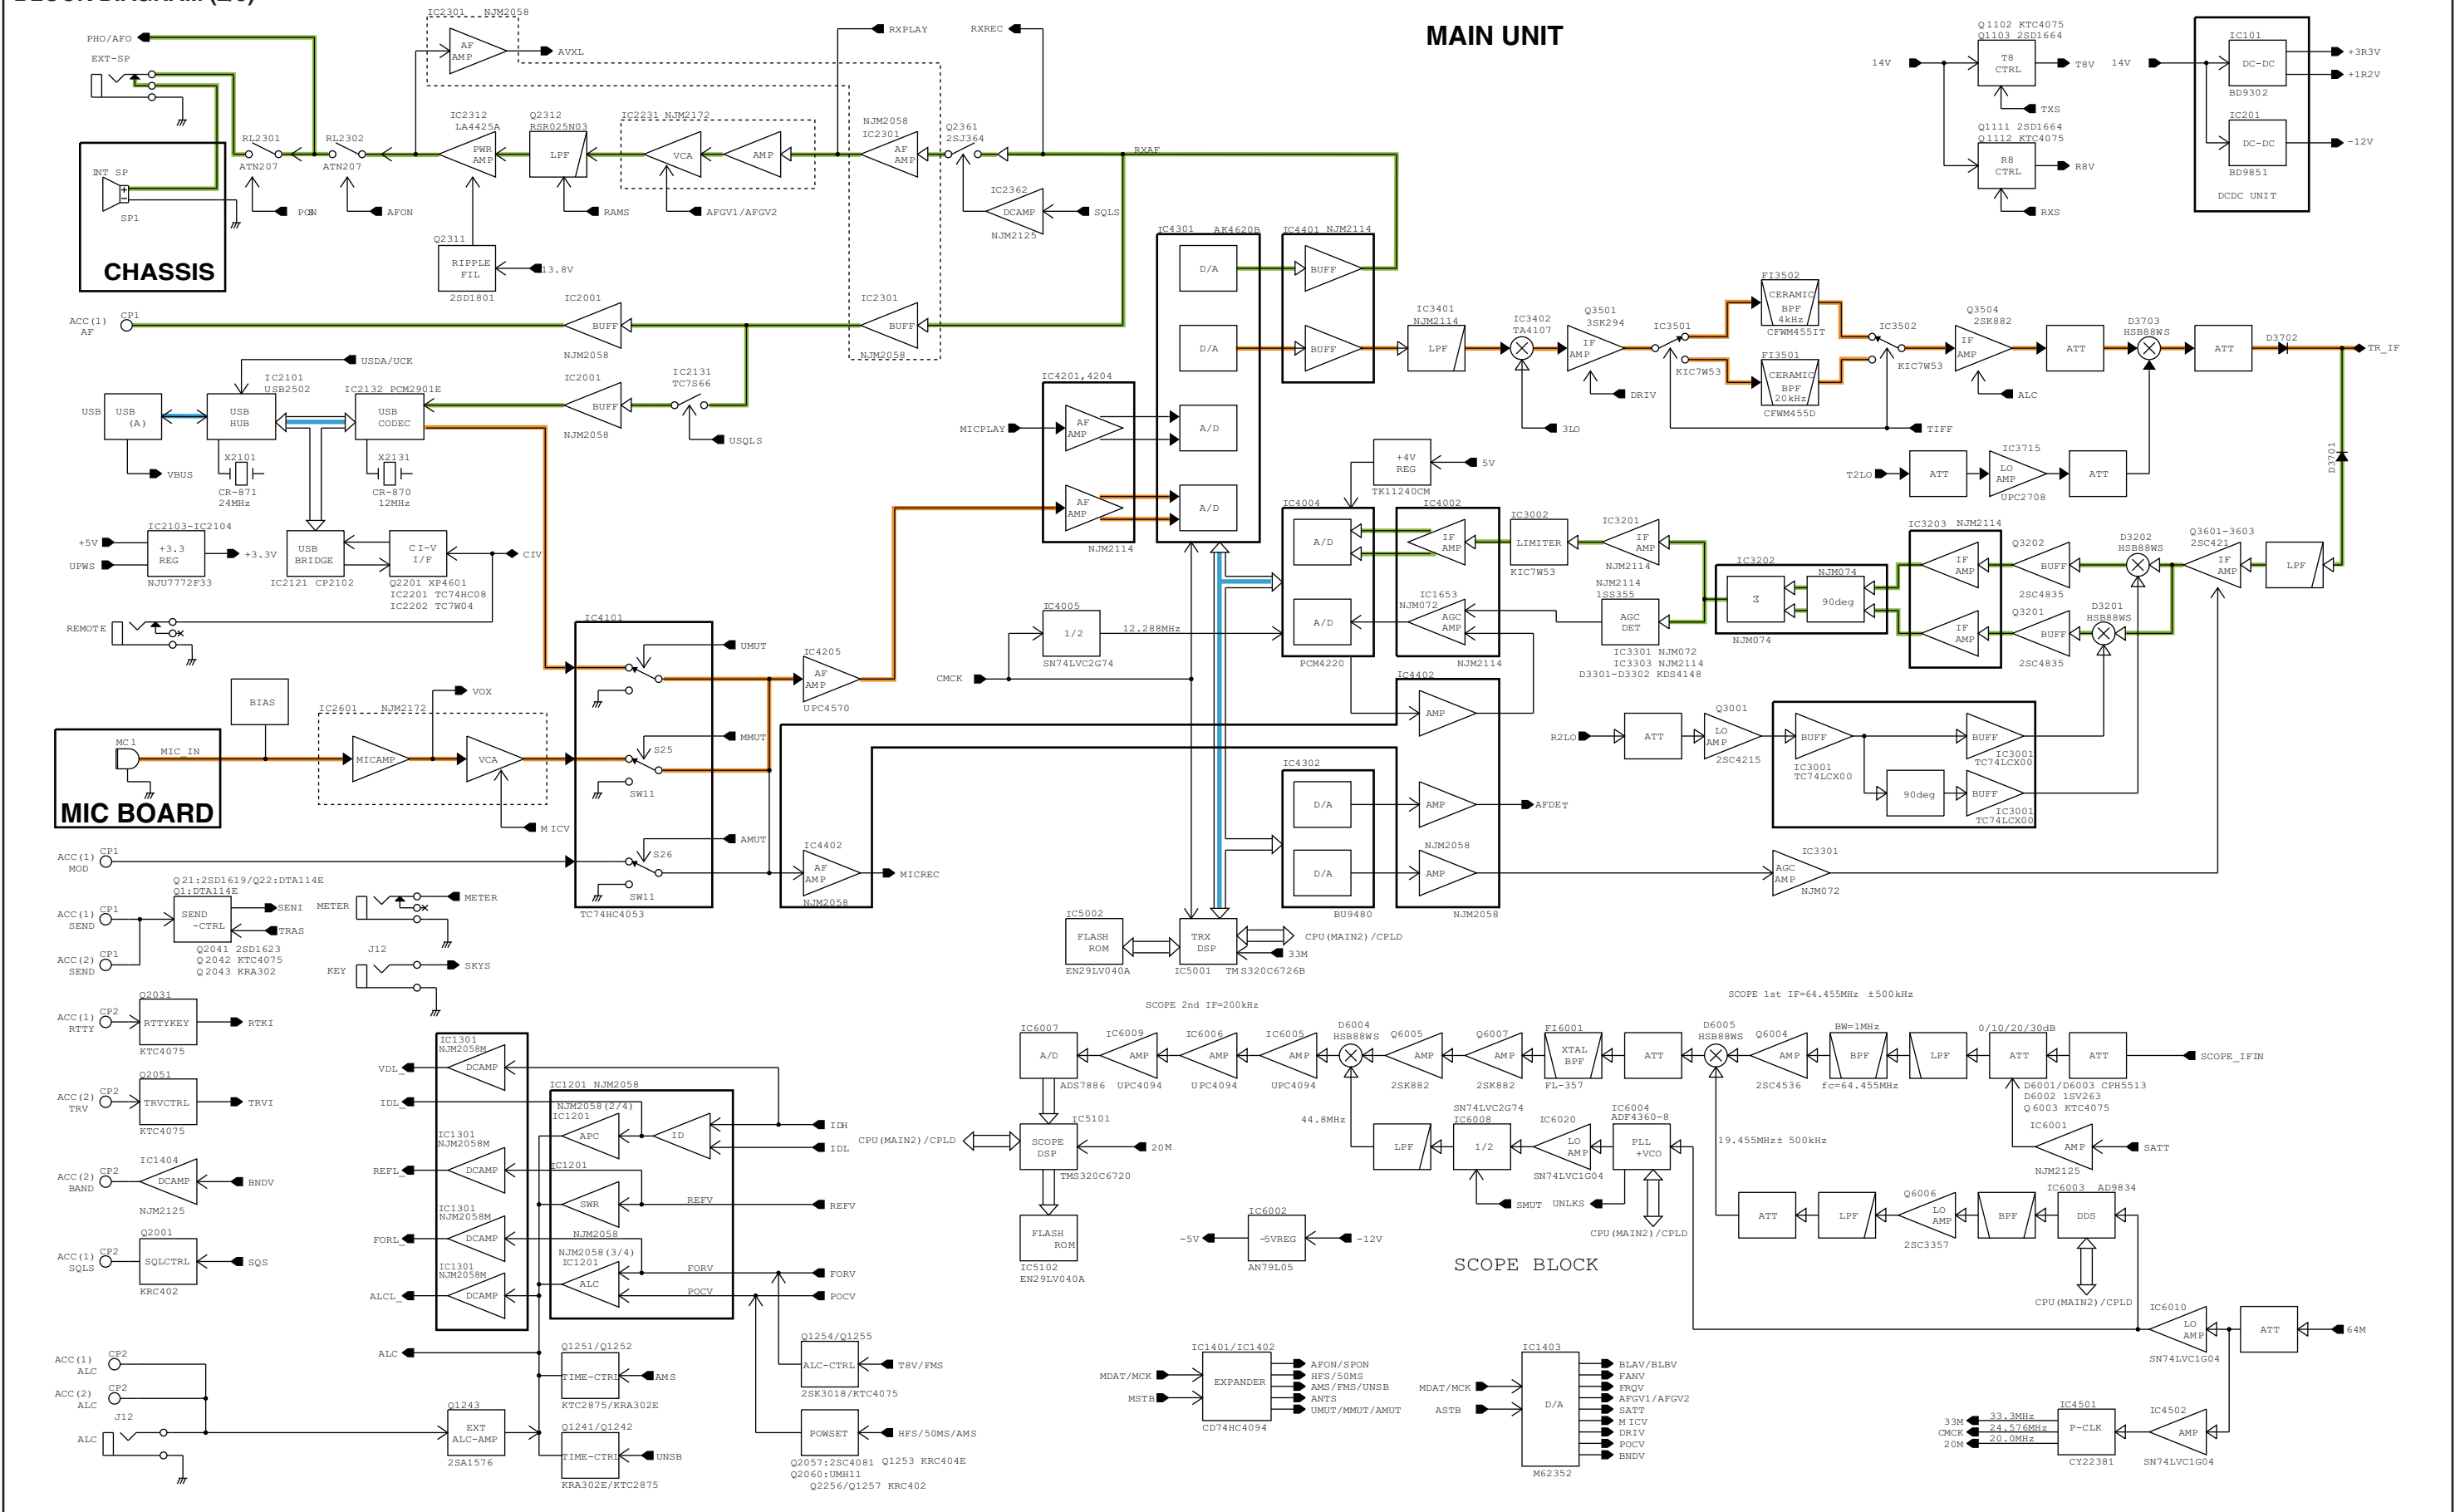 MAIN UNIT
IC2301 NJM2058
AF
AMP
AVXL
PHO/AFO
EXT-SP
RXPLAY
RXREC
Q1102 KTC4075
Q1103 2SD1664
14V
T8
CTRL
T8V
TXS
Q1111 2SD1664
Q1112 KTC4075
R8
CTRL
R8V
RXS
14V
IC101
DC-DC
BD9302
+3R3V
+1R2V
IC201
DC-DC
BD9851
-12V
DCDC UNIT
RL2301
ATN207
RL2302
ATN207
AFON
IC2312
LA4425A
PWR
AMP
Q2312
RSR025N03
LPF
RAMS
IC2231 NJM2172
VCA
AMP
AFGV1/AFGV2
NJM2058
IC2301
AF
AMP
Q2361
2SJ364
RXAF
IC2362
DCAMP
NJM2125
SQLS
INT SP
SP1
CHASSIS
Q2311
RIPPLE
FIL
2SD1801
13.8V
ACC(1)
AF
CP1
IC2001
BUFF
NJM2058
IC2301
BUFF
NJM2058
IC4301 AK4620B
D/A
D/A
A/D
A/D
IC4401 NJM2114
BUFF
BUFF
IC3401
NJM2114
LPF
IC3402
TA4107
3LO
Q3501
3SK294
IF
AMP
DRIV
IC3501
KIC7W53
FI3502
CERAMIC
BPF
4kHz
CFWM455IT
FI3501
CERAMIC
BPF
20kHz
CFWM455D
IC3502
KIC7W53
TIFF
Q3504
2SK882
IF
AMP
ALC
ATT
D3703
HSB88WS
ATT
D3702
TR_IF
USDA/UCK
IC2101
USB2502
USB
USB
(A)
USB
HUB
VBUS
X2101
CR-871
24MHz
IC2132 PCM2901E
USB
CODEC
X2131
CR-870
12MHz
IC2001
BUFF
NJM2058
IC2131
TC7S66
USQLS
IC4201,4204
AF
AMP
AF
AMP
NJM2114
MICPLAY
+4V
REG
TK11240CM
5V
T2LO
ATT
IC3715
LO
AMP
UPC2708
ATT
D3701
IC2103-IC2104
+5V
UPWS
+3.3
REG
+3.3V
NJU7772F33
USB
BRIDGE
IC2121 CP2102
CI-V
I/F
CIV
Q2201 XP4601
IC2201 TC74HC08
IC2202 TC7W04
IC4004
A/D
A/D
PCM4220
IC4002
IF
AMP
IC1653
NJM072
AGC
AMP
NJM2114
IC3002
LIMITER
KIC7W53
IC3201
IF
AMP
NJM2114
NJM2114
1SS355
AGC
DET
IC3301 NJM072
IC3303 NJM2114
D3301-D3302 KDS4148
IC3202
Σ
NJM074
90deg
NJM074
IC3203 NJM2114
IF
AMP
IF
AMP
Q3202
BUFF
2SC4835
Q3201
BUFF
2SC4835
D3202
HSB88WS
D3201
HSB88WS
Q3601-3603
2SC421
IF
AMP
LPF
REMOTE
IC4005
1/2
SN74LVC2G74
12.288MHz
CMCK
IC4101
UMUT
MMUT
S25
SW11
AMUT
S26
SW11
TC74HC4053
IC4205
AF
AMP
UPC4570
IC4402
AMP
BIAS
VOX
IC2601 NJM2172
MC1
MIC_IN
MICAMP
VCA
MICV
MIC BOARD
R2LO
ATT
Q3001
LO
AMP
2SC4215
BUFF
IC3001
TC74LCX00
BUFF
IC3001
TC74LCX00
90deg
BUFF
IC3001
TC74LCX00
IC4302
D/A
D/A
BU9480
AMP
AFDET
NJM2058
AMP
NJM2058
IC3301
AGC
AMP
NJM072
ACC(1)
MOD
CP1
IC4402
AF
AMP
NJM2058
MICREC
Q21:2SD1619/Q22:DTA114E
Q1:DTA114E
ACC(1)
SEND
CP1
ACC(2)
SEND
CP1
SEND
-CTRL
SENI
TRAS
Q2041 2SD1623
Q2042 KTC4075
Q2043 KRA302
METER
METER
KEY
J12
SKYS
IC5002
FLASH
ROM
EN29LV040A
TRX
DSP
IC5001 TMS320C6726B
CPU(MAIN2)/CPLD
33M
SCOPE 2nd IF=200kHz
SCOPE 1st IF=64.455MHz ±500kHz
ACC(1)
RTTY
CP2
Q2031
RTTYKEY
KTC4075
RTKI
ACC(2)
TRV
CP2
Q2051
TRVCTRL
KTC4075
TRVI
ACC(2)
BAND
CP2
IC1404
DCAMP
NJM2125
BNDV
ACC(1)
SQLS
CP2
Q2001
SQLCTRL
KRC402
SQS
IC1301
NJM2058M
DCAMP
VDL_
IDL_
IC1301
NJM2058M
DCAMP
REFL_
IC1301
NJM2058M
DCAMP
FORL_
IC1301
NJM2058M
DCAMP
ALCL_
IC1201 NJM2058
NJM2058(2/4)
IC1201
APC
ID
IDH
IDL
IC1201
SWR
NJM2058
REFV
REFV
NJM2058(3/4)
IC1201
ALC
FORV
FORV
POCV
POCV
IC6007
A/D
ADS7886
IC6009
AMP
UPC4094
IC6006
AMP
UPC4094
IC6005
AMP
UPC4094
D6004
HSB88WS
Q6005
AMP
2SK882
Q6007
AMP
2SK882
FI6001
XTAL
BPF
FL-357
ATT
D6005
HSB88WS
Q6004
AMP
2SC4536
BW=1MHz
BPF
fc=64.455MHz
LPF
0/10/20/30dB
ATT
ATT
SCOPE_IFIN
D6001/D6003 CPH5513
D6002 1SV263
Q6003 KTC4075
IC6001
AMP
NJM2125
SATT
IC5101
SCOPE
DSP
TMS320C6720
CPU(MAIN2)/CPLD
20M
FLASH
ROM
IC5102
EN29LV040A
44.8MHz
LPF
SN74LVC2G74
IC6008
1/2
SMUT
IC6020
LO
AMP
SN74LVC1G04
IC6004
ADF4360-8
PLL
+VCO
UNLKS
CPU(MAIN2)/CPLD
19.455MHz± 500kHz
IC6002
-5V
-5VREG
-12V
AN79L05
SCOPE BLOCK
ATT
LPF
Q6006
LO
AMP
2SC3357
BPF
IC6003 AD9834
DDS
CPU(MAIN2)/CPLD
IC6010
LO
AMP
SN74LVC1G04
ATT
64M
ACC(1)
ALC
CP2
ACC(2)
ALC
CP2
J12
ALC
ALC
Q1243
EXT
ALC-AMP
2SA1576
Q1251/Q1252
TIME-CTRL
KTC2875/KRA302E
AMS
Q1241/Q1242
TIME-CTRL
KRA302E/KTC2875
UNSB
Q1254/Q1255
ALC-CTRL
2SK3018/KTC4075
T8V/FMS
POWSET
HFS/50MS/AMS
Q2057:2SC4081 Q1253 KRC404E
Q2060:UMH11
Q2256/Q1257 KRC402
IC1401/IC1402
MDAT/MCK
MSTB
EXPANDER
CD74HC4094
AFON/SPON
HFS/50MS
AMS/FMS/UNSB
ANTS
UMUT/MMUT/AMUT
IC1403
MDAT/MCK
ASTB
D/A
M62352
BLAV/BLBV
FANV
FRQV
AFGV1/AFGV2
SATT
MICV
DRIV
POCV
BNDV
IC4501
33M
33.3MHz
CMCK
24.576MHz
20M
20.0MHz
P-CLK
CY22381
IC4502
AMP
SN74LVC1G04